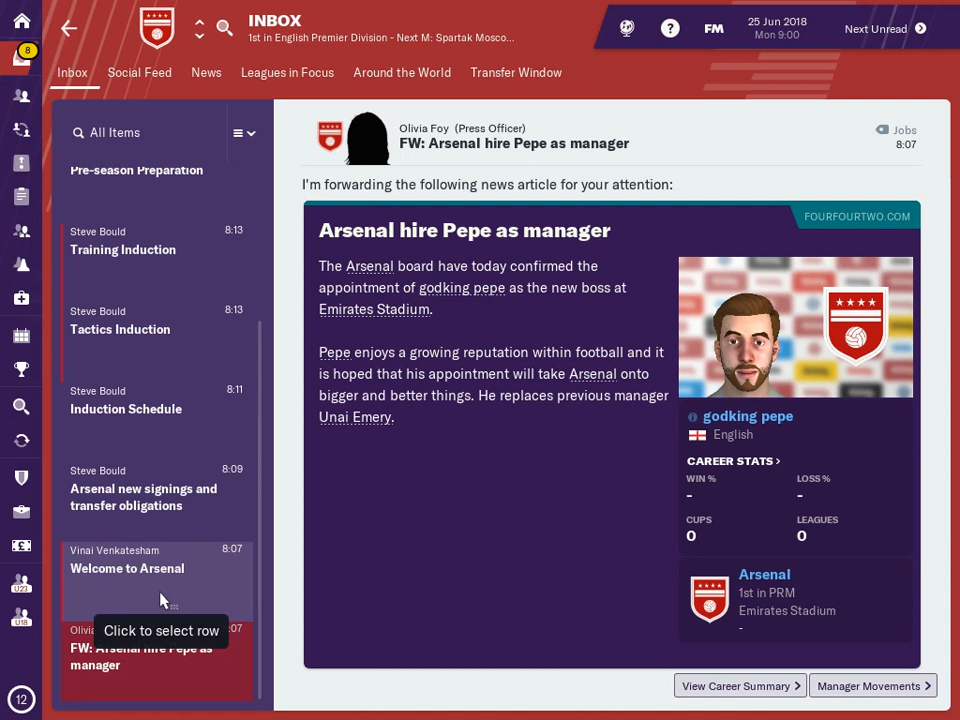 INBOX
1st in English Premier Division - Next M: Spartak Mosco...
8
?
FM
25 Jun 2018
Mon 9:00
Next Unread
Inbox
Social Feed
News
Leagues in Focus
Around the World
Transfer Window
All Items
Pre-season Preparation
Steve Bould 8:13
Training Induction
Steve Bould 8:13
Tactics Induction
Steve Bould 8:11
Induction Schedule
Steve Bould 8:09
Arsenal new signings and
transfer obligations
Vinai Venkatesham 8:07
Welcome to Arsenal
Click to select row
:07
FW: Arsenal hire Pepe as
manager
U23
U18
12
Olivia Foy (Press Officer)
FW: Arsenal hire Pepe as manager
Jobs
8:07
I'm forwarding the following news article for your attention:
FOURFOURTWO.COM
Arsenal hire Pepe as manager
The Arsenal board have today confirmed the
appointment of godking pepe as the new boss at
Emirates Stadium.
Pepe enjoys a growing reputation within football and it
is hoped that his appointment will take Arsenal onto
bigger and better things. He replaces previous manager
Unai Emery.
godking pepe
English
CAREER STATS >
WIN % LOSS %
- -
CUPS LEAGUES
0 0
Arsenal
1st in PRM
Emirates Stadium
-
View Career Summary >
Manager Movements >